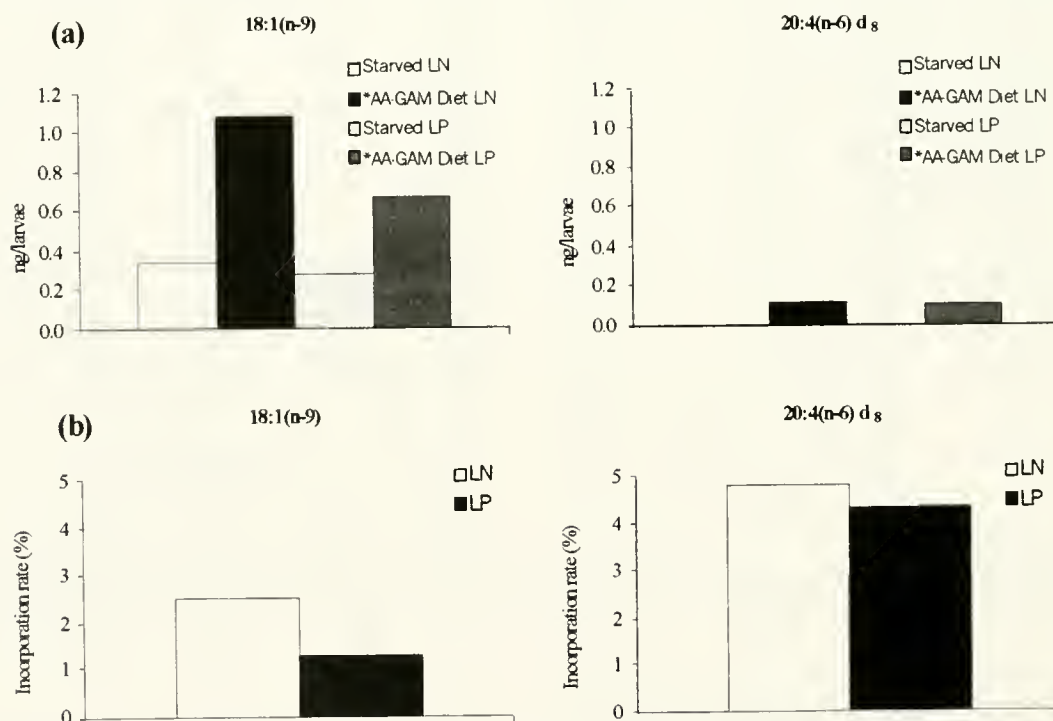 (a)
18:1(n-9)
Starved LN
*AA-GAM Diet LN
Starved LP
*AA-GAM Diet LP
1.2
1.0
0.8
0.6
0.4
0.2
0.0
ng/larvae
20:4(n-6) d 8
Starved LN
*AA-GAM Diet LN
Starved LP
*AA-GAM Diet LP
1.2
1.0
0.8
0.6
0.4
0.2
0.0
ng/larvae
(b)
18:1(n-9)
LN
LP
5
4
3
2
1
0
Incorporation rate (%)
20:4(n-6) d 8
LN
LP
5
4
3
2
1
0
Incorporation rate (%)